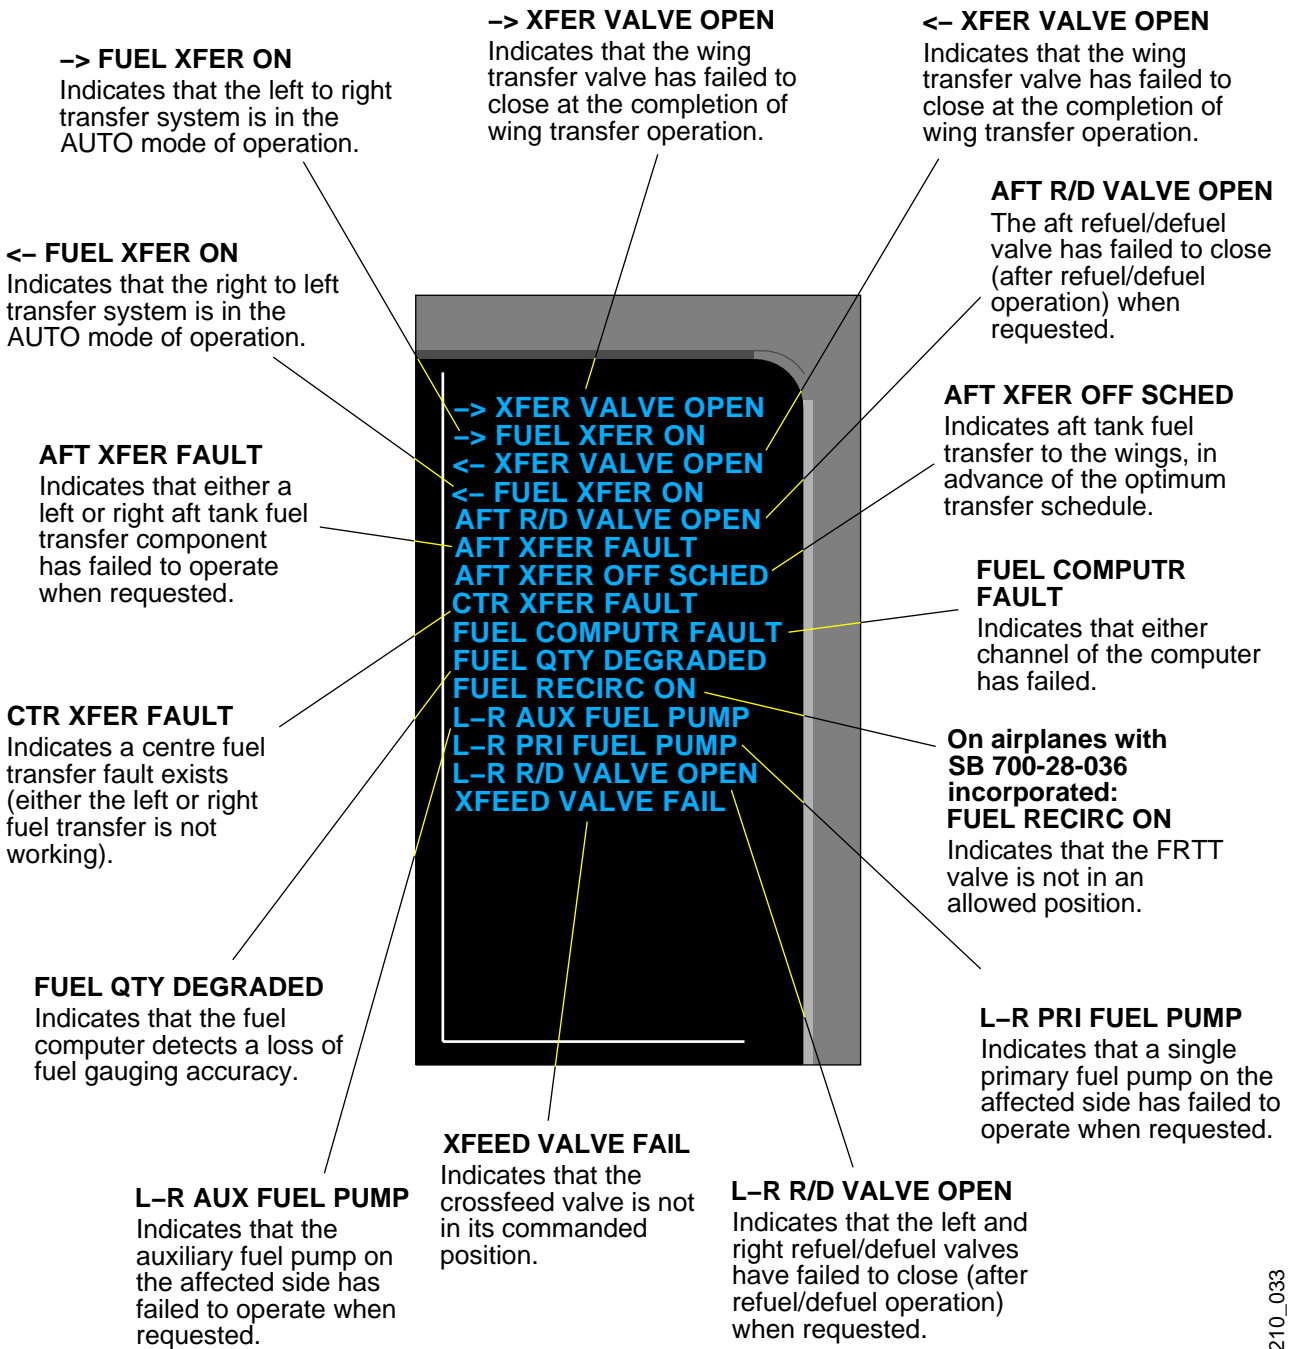 –> XFER VALVE OPEN
Indicates that the wing
transfer valve has failed to
close at the completion of
wing transfer operation.
<– XFER VALVE OPEN
Indicates that the wing
transfer valve has failed to
close at the completion of
wing transfer operation.
–> FUEL XFER ON
Indicates that the left to right
transfer system is in the
AUTO mode of operation.
AFT R/D VALVE OPEN
The aft refuel/defuel
valve has failed to close
(after refuel/defuel
operation) when
requested.
<– FUEL XFER ON
Indicates that the right to left
transfer system is in the
AUTO mode of operation.
AFT XFER OFF SCHED
Indicates aft tank fuel
transfer to the wings, in
advance of the optimum
transfer schedule.
AFT XFER FAULT
Indicates that either a
left or right aft tank fuel
transfer component
has failed to operate
when requested.
–> XFER VALVE OPEN
–> FUEL XFER ON
<– XFER VALVE OPEN
<– FUEL XFER ON
AFT R/D VALVE OPEN
AFT XFER FAULT
AFT XFER OFF SCHED
CTR XFER FAULT
FUEL COMPUTR FAULT
FUEL QTY DEGRADED
FUEL RECIRC ON
L–R AUX FUEL PUMP
L–R PRI FUEL PUMP
L–R R/D VALVE OPEN
XFEED VALVE FAIL
FUEL COMPUTR
FAULT
Indicates that either
channel of the computer
has failed.
CTR XFER FAULT
Indicates a centre fuel
transfer fault exists
(either the left or right
fuel transfer is not
working).
On airplanes with
SB 700-28-036
incorporated:
FUEL RECIRC ON
Indicates that the FRTT
valve is not in an
allowed position.
FUEL QTY DEGRADED
Indicates that the fuel
computer detects a loss of
fuel gauging accuracy.
L–R PRI FUEL PUMP
Indicates that a single
primary fuel pump on the
affected side has failed to
operate when requested.
XFEED VALVE FAIL
Indicates that the
crossfeed valve is not
in its commanded
position.
L–R AUX FUEL PUMP
Indicates that the
auxiliary fuel pump on
the affected side has
failed to operate when
requested.
L–R R/D VALVE OPEN
Indicates that the left and
right refuel/defuel valves
have failed to close (after
refuel/defuel operation)
when requested.
210_033